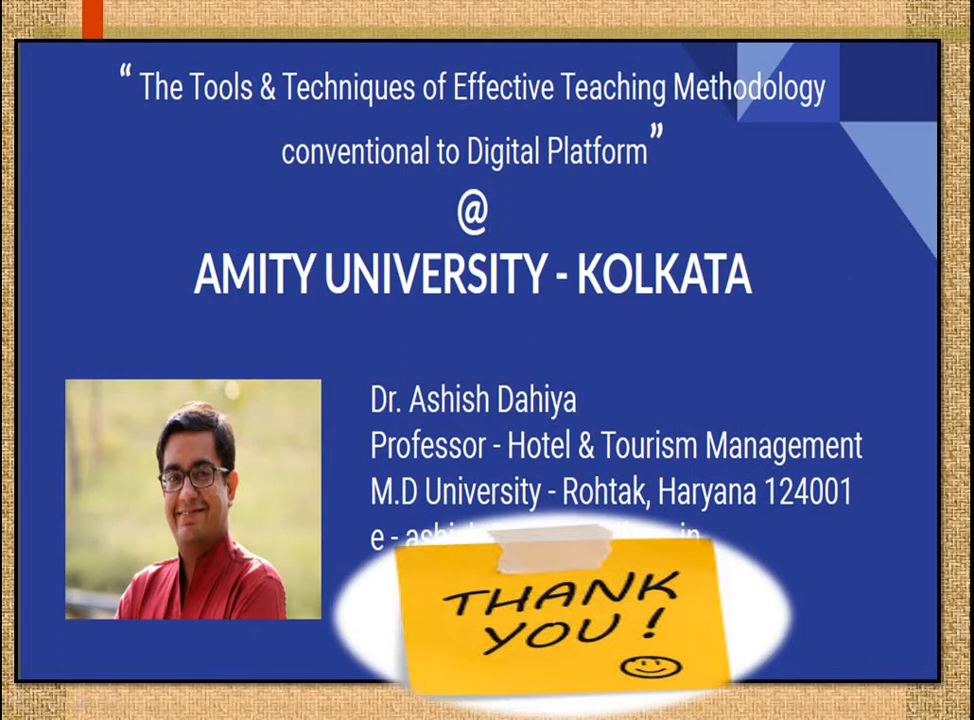 “ The Tools & Techniques of Effective Teaching Methodology
conventional to Digital Platform”
@
AMITY UNIVERSITY - KOLKATA
Dr. Ashish Dahiya
Professor - Hotel & Tourism Management
M.D University - Rohtak, Haryana 124001
e -
THANK
YOU !